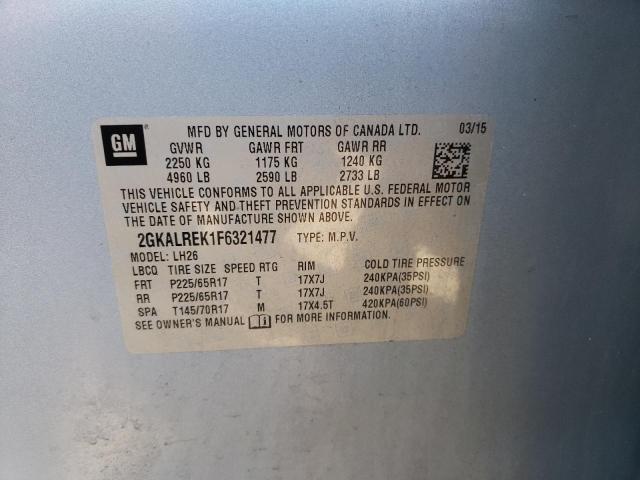 GM
MFD BY GENERAL MOTORS OF CANADA LTD. 03/15
GVWR GAWR FRT GAWR RR
2250 KG 1175 KG 1240 KG
4960 LB 2590 LB 2733 LB
THIS VEHICLE CONFORMS TO ALL APPLICABLE U.S. FEDERAL MOTOR
VEHICLE SAFETY AND THEFT PREVENTION STANDARDS IN EFFECT ON
THE DATE OF MANUFACTURE SHOWN ABOVE.
2GKALREK1F6321477 TYPE: M.P.V.
MODEL: LH26
LBCQ TIRE SIZE SPEED RTG RIM COLD TIRE PRESSURE
FRT P225/65R17 T 17X7J 240KPA(35PSI)
RR P225/65R17 T 17X7J 240KPA(35PSI)
SPA T145/70R17 M 17X4.5T 420KPA(60PSI)
SEE OWNER'S MANUAL FOR MORE INFORMATION.